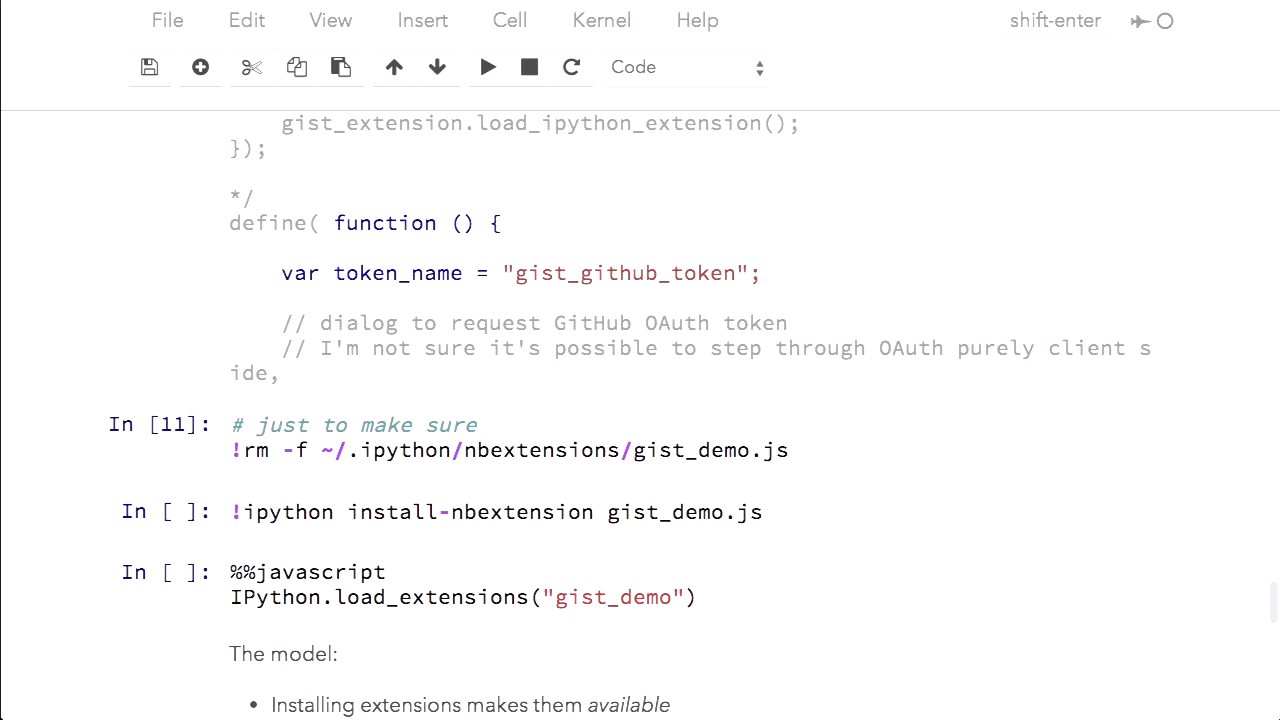 File Edit View Insert Cell Kernel Help shift-enter
Code
gist_extension.load_ipython_extension();
});
*/
define( function () {
var token_name = "gist_github_token";
// dialog to request GitHub OAuth token
// I'm not sure it's possible to step through OAuth purely client s
ide,
In [11]: # just to make sure
!rm -f ~/.ipython/nbextensions/gist_demo.js
In [ ]: !ipython install-nbextension gist_demo.js
In [ ]: %%javascript
IPython.load_extensions("gist_demo")
The model:
• Installing extensions makes them available